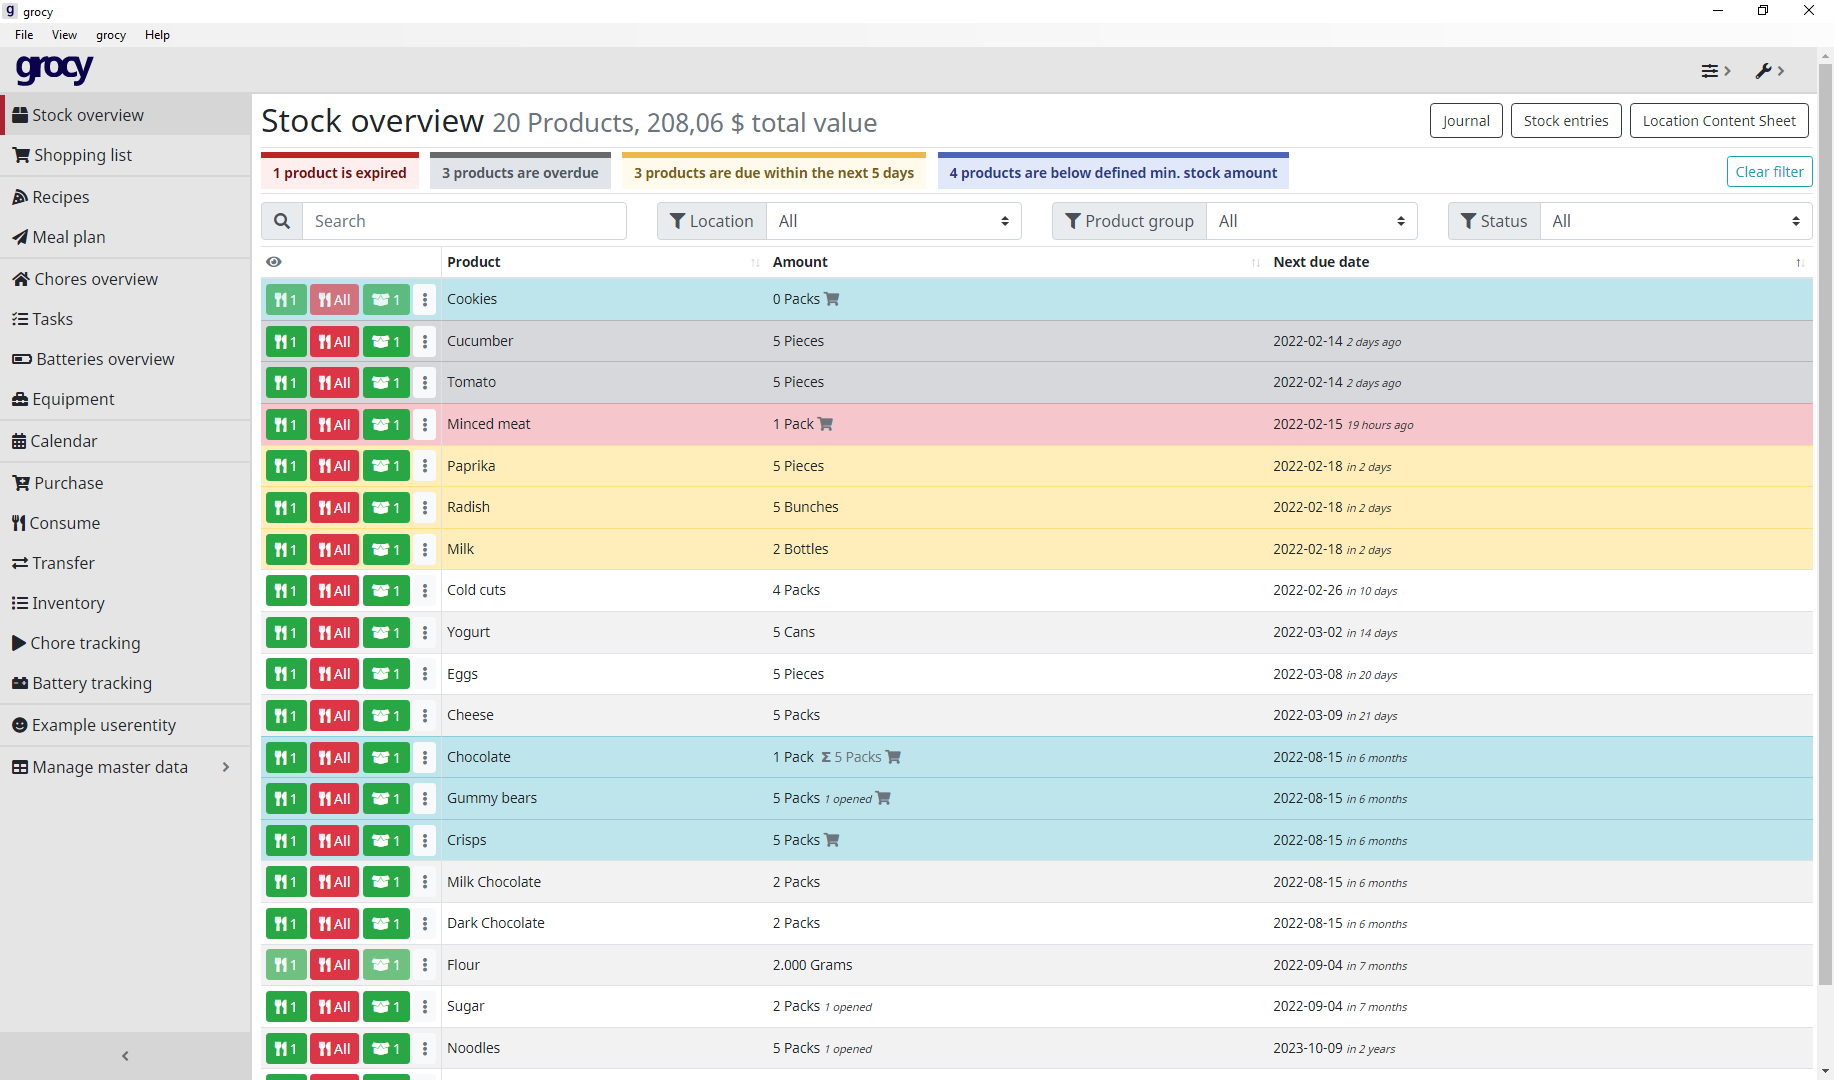 g grocy
File View grocy Help
grocy
Stock overview
Shopping list
Recipes
Meal plan
Chores overview
Tasks
Batteries overview
Equipment
Calendar
Purchase
Consume
Transfer
Inventory
Chore tracking
Battery tracking
Example userentity
Manage master data
Stock overview 20 Products, 208,06 $ total value
Journal Stock entries Location Content Sheet
1 product is expired 3 products are overdue 3 products are due within the next 5 days 4 products are below defined min. stock amount Clear filter
Search Location All Product group All Status All
Product Amount Next due date
1 All 1 Cookies 0 Packs
1 All 1 Cucumber 5 Pieces 2022-02-14 2 days ago
1 All 1 Tomato 5 Pieces 2022-02-14 2 days ago
1 All 1 Minced meat 1 Pack 2022-02-15 19 hours ago
1 All 1 Paprika 5 Pieces 2022-02-18 in 2 days
1 All 1 Radish 5 Bunches 2022-02-18 in 2 days
1 All 1 Milk 2 Bottles 2022-02-18 in 2 days
1 All 1 Cold cuts 4 Packs 2022-02-26 in 10 days
1 All 1 Yogurt 5 Cans 2022-03-02 in 14 days
1 All 1 Eggs 5 Pieces 2022-03-08 in 20 days
1 All 1 Cheese 5 Packs 2022-03-09 in 21 days
1 All 1 Chocolate 1 Pack Σ 5 Packs 2022-08-15 in 6 months
1 All 1 Gummy bears 5 Packs 1 opened 2022-08-15 in 6 months
1 All 1 Crisps 5 Packs 2022-08-15 in 6 months
1 All 1 Milk Chocolate 2 Packs 2022-08-15 in 6 months
1 All 1 Dark Chocolate 2 Packs 2022-08-15 in 6 months
1 All 1 Flour 2.000 Grams 2022-09-04 in 7 months
1 All 1 Sugar 2 Packs 1 opened 2022-09-04 in 7 months
1 All 1 Noodles 5 Packs 1 opened 2023-10-09 in 2 years